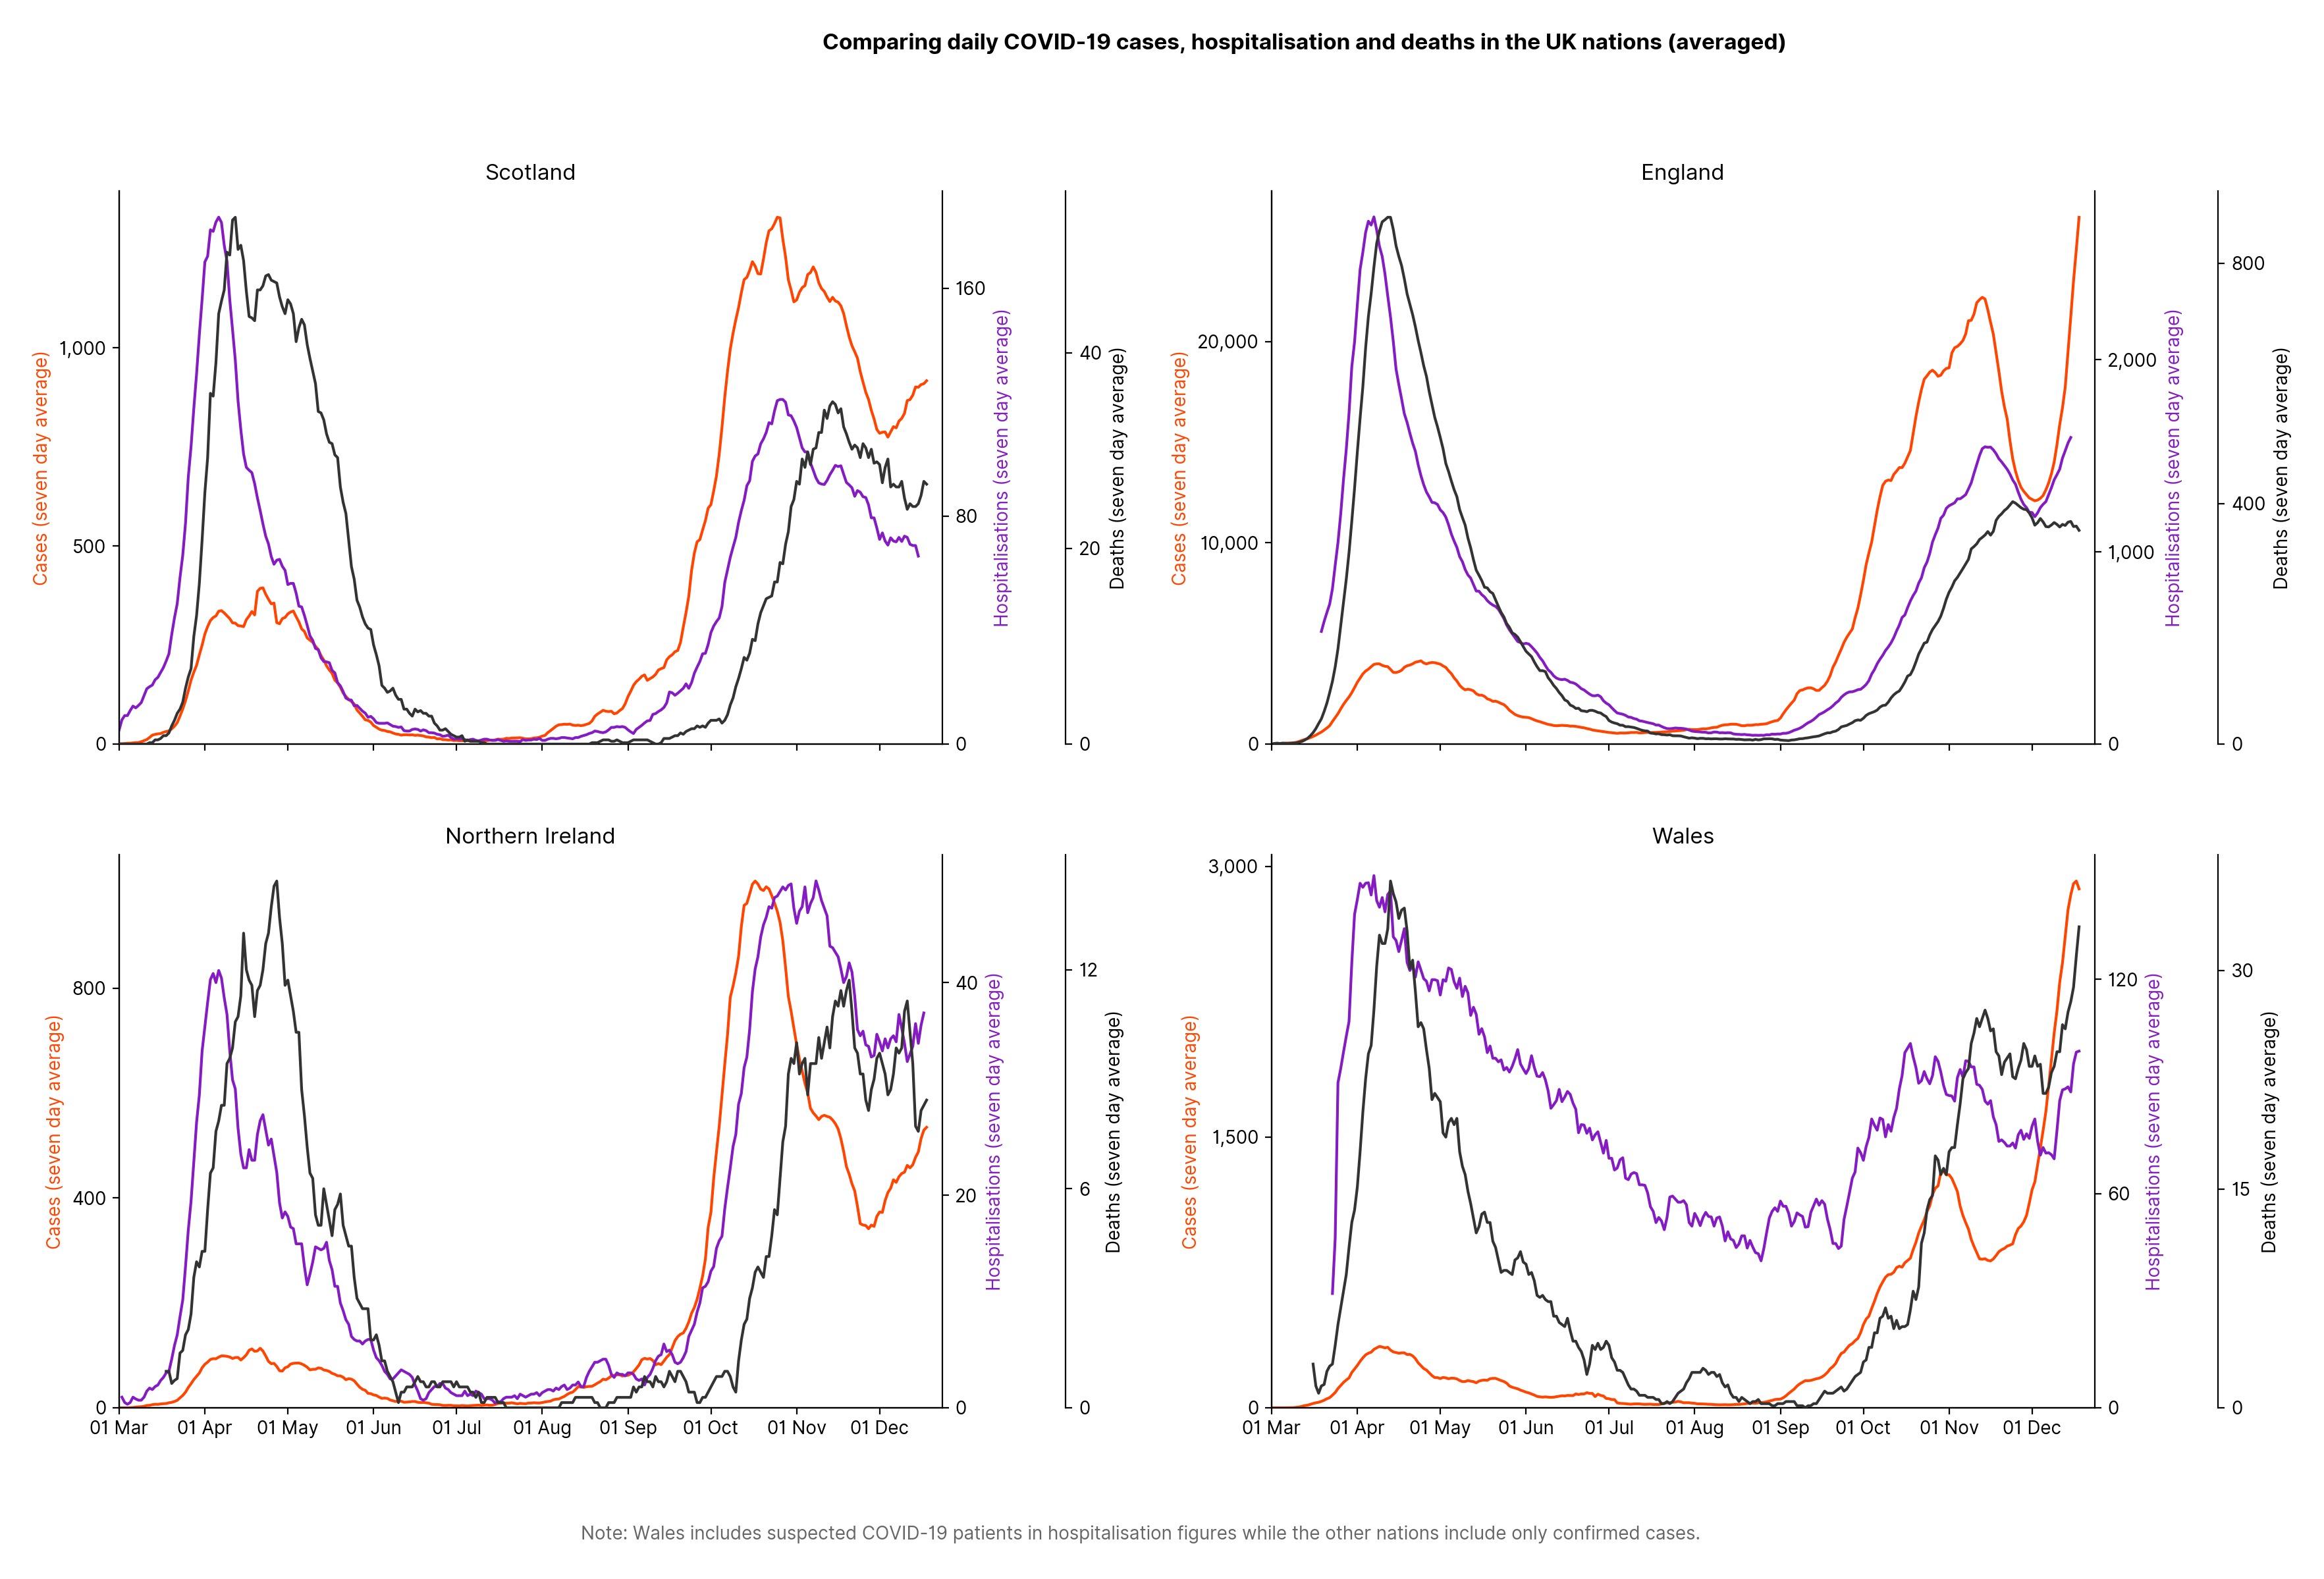 Comparing daily COVID-19 cases, hospitalisation and deaths in the UK nations (averaged)
Scotland
Cases (seven day average)
1,000
500
0
160
80
0
Hospitalisations (seven day average)
40
20
0
Deaths (seven day average)
England
Cases (seven day average)
20,000
10,000
0
2,000
1,000
0
Hospitalisations (seven day average)
800
400
0
Deaths (seven day average)
Northern Ireland
Cases (seven day average)
800
400
0
40
20
0
Hospitalisations (seven day average)
12
6
0
Deaths (seven day average)
01 Mar 01 Apr 01 May 01 Jun 01 Jul 01 Aug 01 Sep 01 Oct 01 Nov 01 Dec
Wales
Cases (seven day average)
3,000
1,500
0
120
60
0
Hospitalisations (seven day average)
30
15
0
Deaths (seven day average)
01 Mar 01 Apr 01 May 01 Jun 01 Jul 01 Aug 01 Sep 01 Oct 01 Nov 01 Dec
Note: Wales includes suspected COVID-19 patients in hospitalisation figures while the other nations include only confirmed cases.